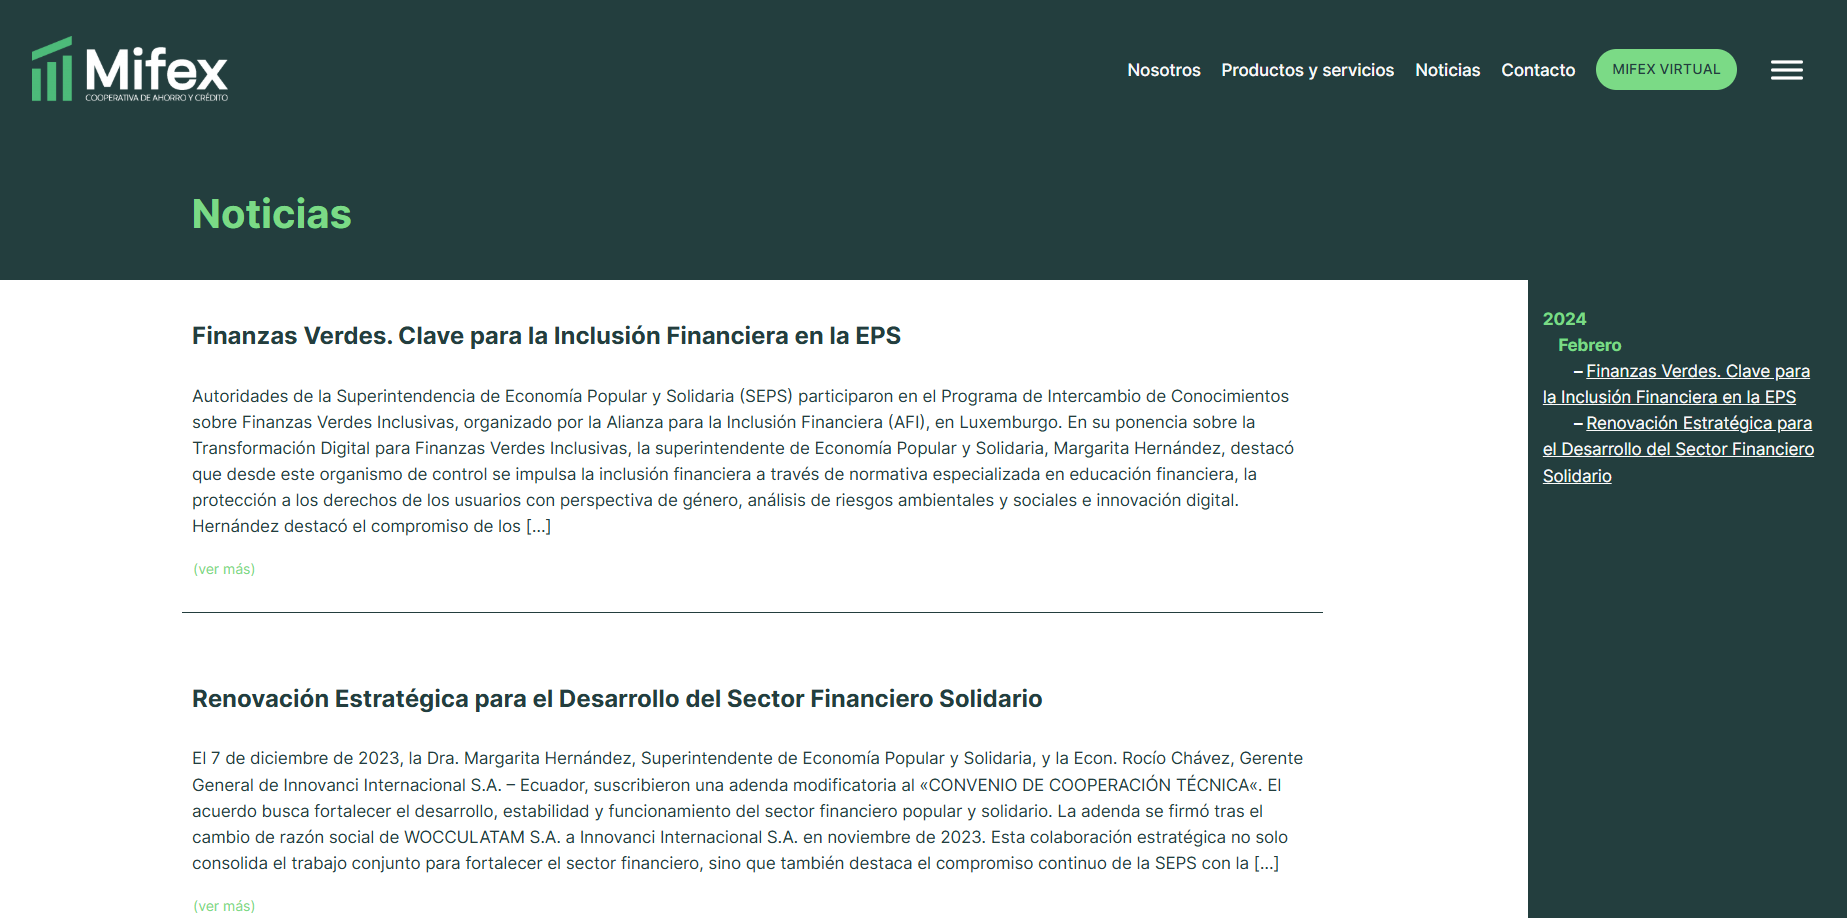 Mifex
COOPERATIVA DE AHORRO Y CRÉDITO
Nosotros
Productos y servicios
Noticias
Contacto
MIFEX VIRTUAL
Noticias
Finanzas Verdes. Clave para la Inclusión Financiera en la EPS
Autoridades de la Superintendencia de Economía Popular y Solidaria (SEPS) participaron en el Programa de Intercambio de Conocimientos
sobre Finanzas Verdes Inclusivas, organizado por la Alianza para la Inclusión Financiera (AFI), en Luxemburgo. En su ponencia sobre la
Transformación Digital para Finanzas Verdes Inclusivas, la superintendente de Economía Popular y Solidaria, Margarita Hernández, destacó
que desde este organismo de control se impulsa la inclusión financiera a través de normativa especializada en educación financiera, la
protección a los derechos de los usuarios con perspectiva de género, análisis de riesgos ambientales y sociales e innovación digital.
Hernández destacó el compromiso de los [...]
(ver más)
Renovación Estratégica para el Desarrollo del Sector Financiero Solidario
El 7 de diciembre de 2023, la Dra. Margarita Hernández, Superintendente de Economía Popular y Solidaria, y la Econ. Rocío Chávez, Gerente
General de Innovanci Internacional S.A. – Ecuador, suscribieron una adenda modificatoria al «CONVENIO DE COOPERACIÓN TÉCNICA«. El
acuerdo busca fortalecer el desarrollo, estabilidad y funcionamiento del sector financiero popular y solidario. La adenda se firmó tras el
cambio de razón social de WOCCULATAM S.A. a Innovanci Internacional S.A. en noviembre de 2023. Esta colaboración estratégica no solo
consolida el trabajo conjunto para fortalecer el sector financiero, sino que también destaca el compromiso continuo de la SEPS con la [...]
(ver más)
2024
Febrero
– Finanzas Verdes. Clave para
la Inclusión Financiera en la EPS
– Renovación Estratégica para
el Desarrollo del Sector Financiero
Solidario